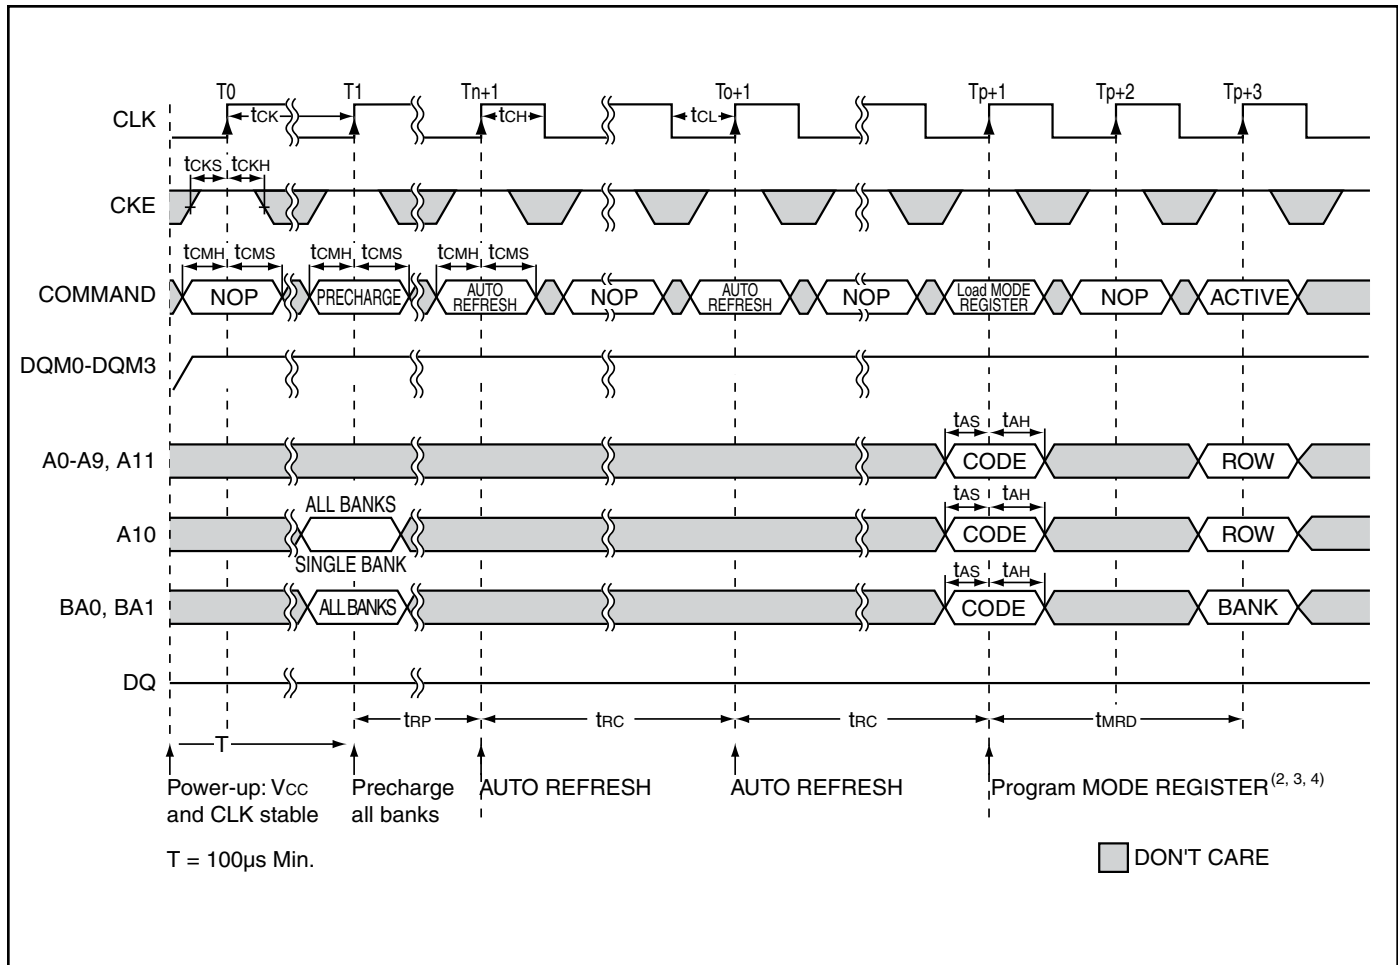 T0 T1 Tn+1 To+1 Tp+1 Tp+2 Tp+3
CLK tCK tCH tCL
tCKS tCKH
CKE
tCMH tCMS tCMH tCMS tCMH tCMS
COMMAND NOP PRECHARGE AUTO REFRESH NOP AUTO REFRESH NOP Load MODE REGISTER NOP ACTIVE
DQM0-DQM3
tAS tAH
A0-A9, A11 CODE ROW
ALL BANKS tAS tAH
A10 CODE ROW
SINGLE BANK tAS tAH
BA0, BA1 ALL BANKS CODE BANK
DQ
tRP tRC tRC tMRD
T
Power-up: VCC Precharge AUTO REFRESH AUTO REFRESH Program MODE REGISTER(2, 3, 4)
and CLK stable all banks
T = 100µs Min. DON'T CARE